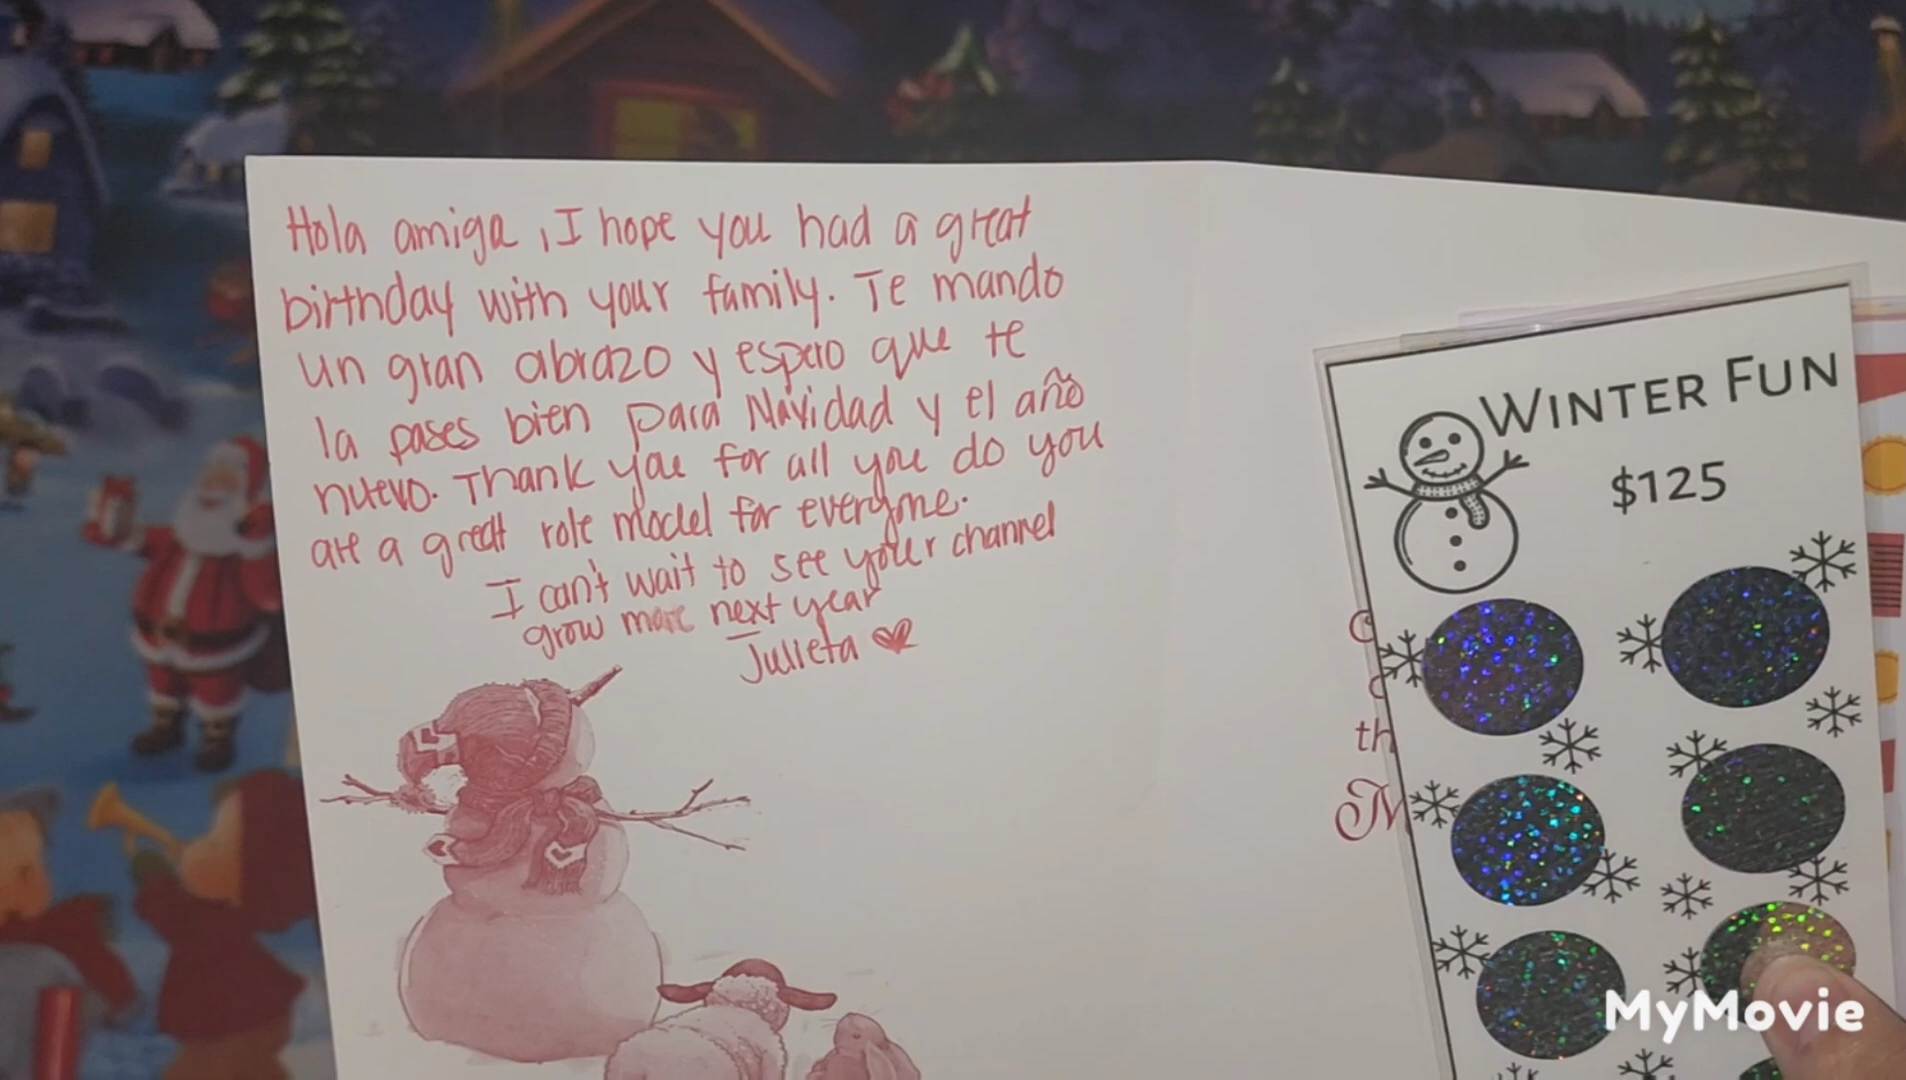 Hola amiga, I hope you had a great
birthday with your family. Te mando
un gran abrazo y espero que te
la pases bien para Navidad y el año
nuevo. Thank you for all you do you
are a great role model for everyone.
I can't wait to see your channel
grow more next year
Julieta
WINTER FUN
$125
th
M
MyMovie